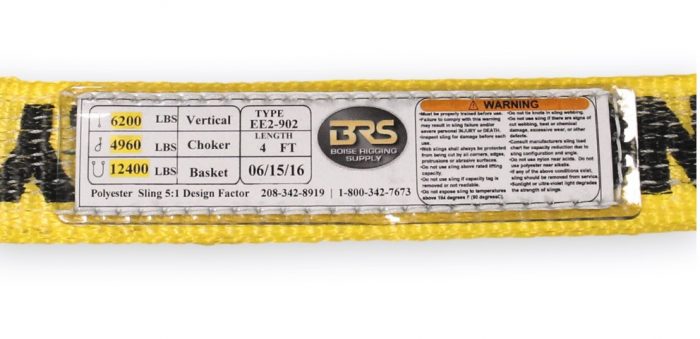 6200 LBS Vertical
4960 LBS Choker
12400 LBS Basket
TYPE
EE2-902
LENGTH
4 FT
06/15/16
Polyester Sling 5:1 Design Factor 208-342-8919 | 1-800-342-7673
BRS
BOISE RIGGING
SUPPLY
WARNING
•Must be properly trained before use.
•Failure to comply with this warning
may result in sling failure and/or
severe personal INJURY or DEATH.
•Inspect sling for damage before each
use.
•Web slings shall always be protected
from being cut by all corners, edges,
protrusions or abrasive surfaces.
•Do not use sling above rated lifting
capacity.
•Do not use sling if capacity tag is
removed or not readable.
•Do not expose sling to temperatures
above 194 degrees F (90 degreesC).
•Do not tie knots in sling webbing.
•Do not use sling if there are signs of
cut webbing, heat or chemical
damage, excessive wear, or other
defects.
•Consult manufacturers sling load
chart for capacity reduction due to
sling configuration and angle.
•Do not use nylon near acids. Do not
use polyester near alkalis.
•If any of the above conditions exist,
sling should be removed from service.
•Sunlight or ultra-violet light degrades
the strength of slings.